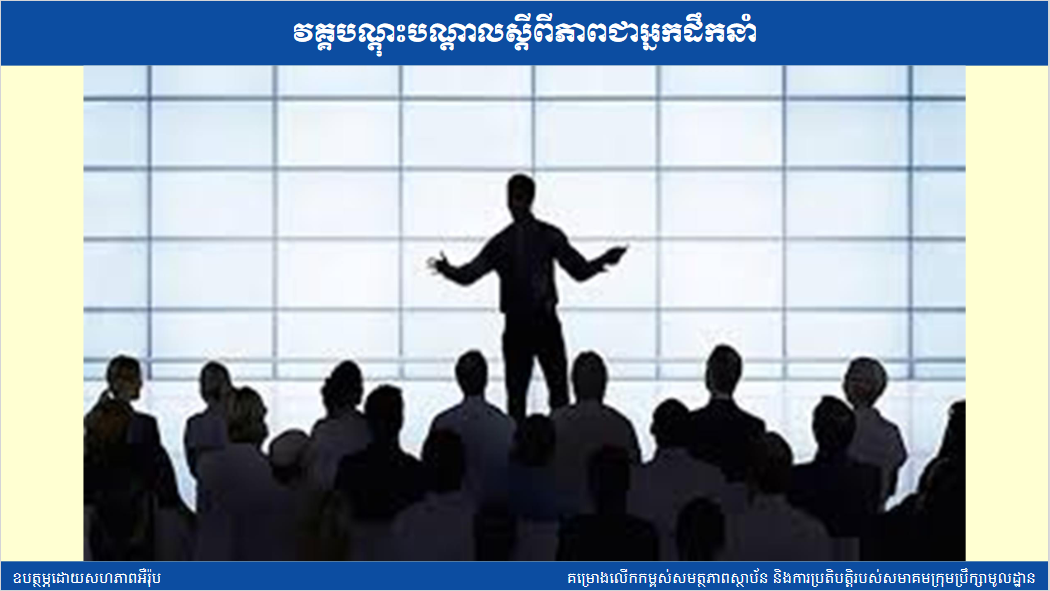 វគ្គបណ្តុះបណ្តាលស្តីពីភាពជាអ្នកដឹកនាំ
ឧបត្ថម្ភដោយសហភាពអឺរ៉ុប
គម្រោងលើកកម្ពស់សមត្ថភាពស្ថាប័ន និងការប្រតិបត្តិរបស់សមាគមក្រុមប្រឹក្សាមូលដ្ឋាន